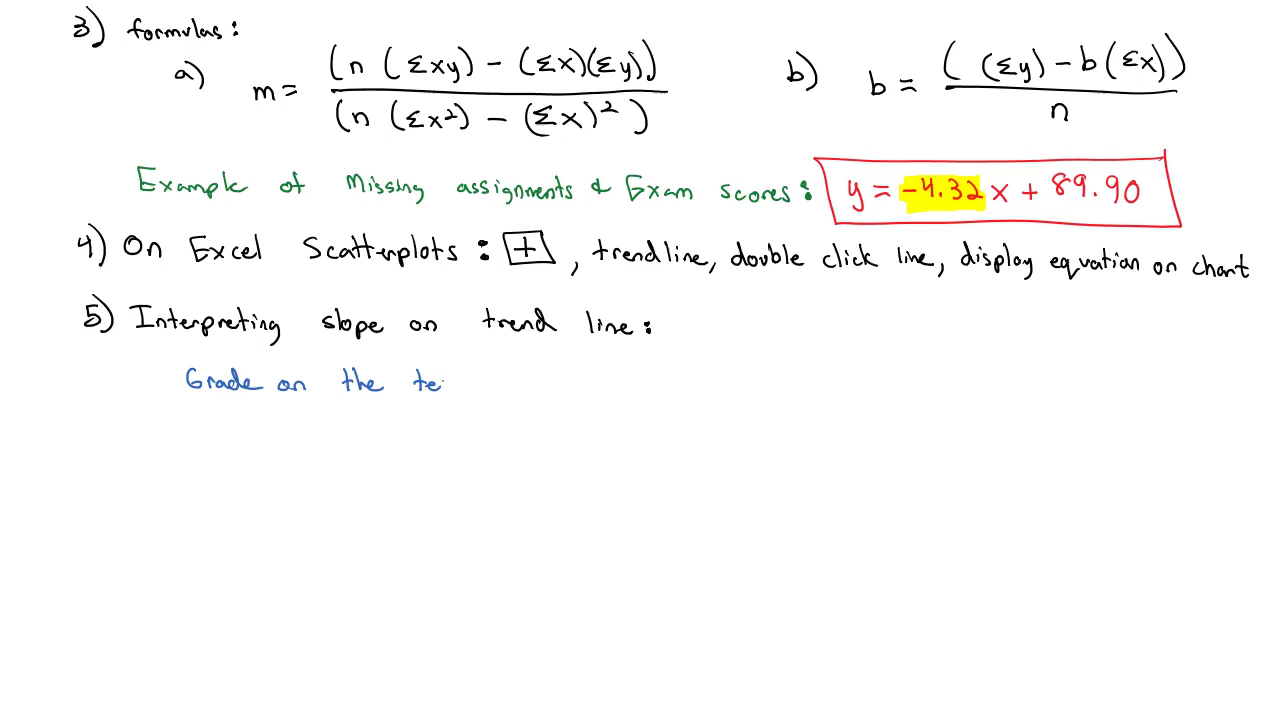 3) formulas:
a) m = (n (Σxy) - (Σx)(Σy)) / (n (Σx²) - (Σx)²)
b) b = ( (Σy) - b (Σx)) / n
Example of Missing assignments & Exam scores: y = -4.32 x + 89.90
4) On Excel Scatterplots: +, trendline, double click line, display equation on chart
5) Interpreting slope on trend line:
Grade on the te